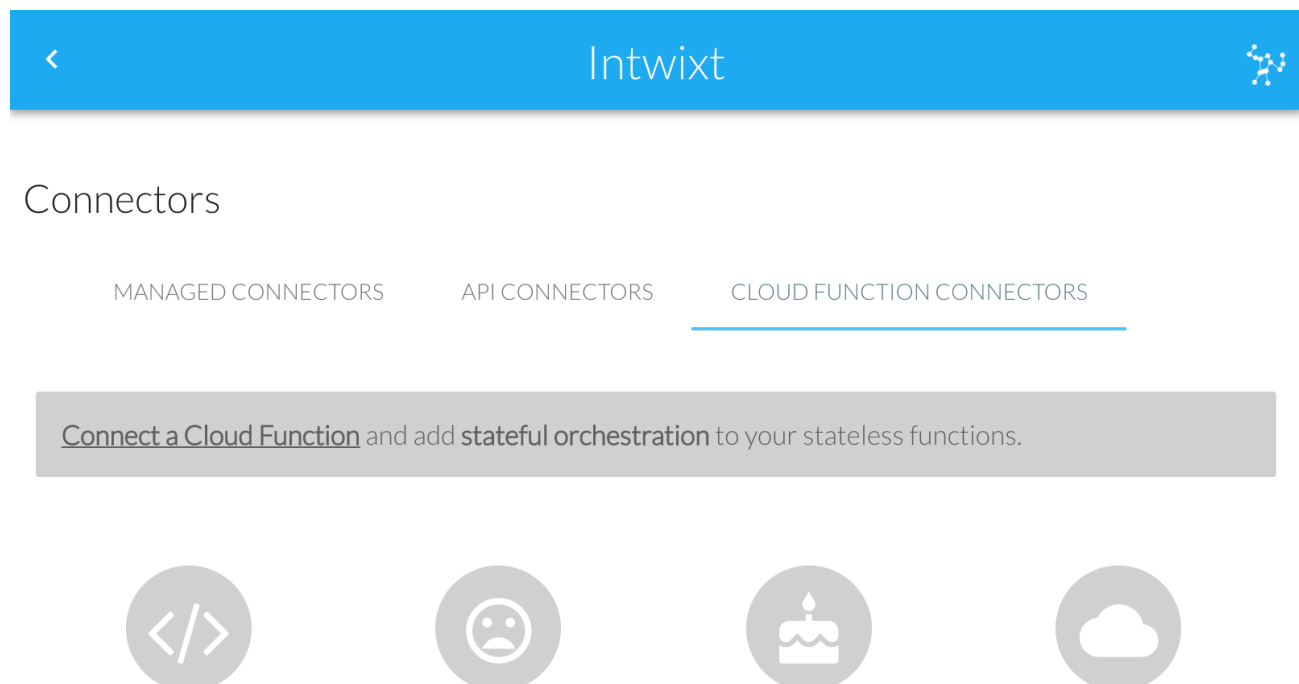 Intwixt
Connectors
MANAGED CONNECTORS API CONNECTORS CLOUD FUNCTION CONNECTORS
Connect a Cloud Function and add stateful orchestration to your stateless functions.